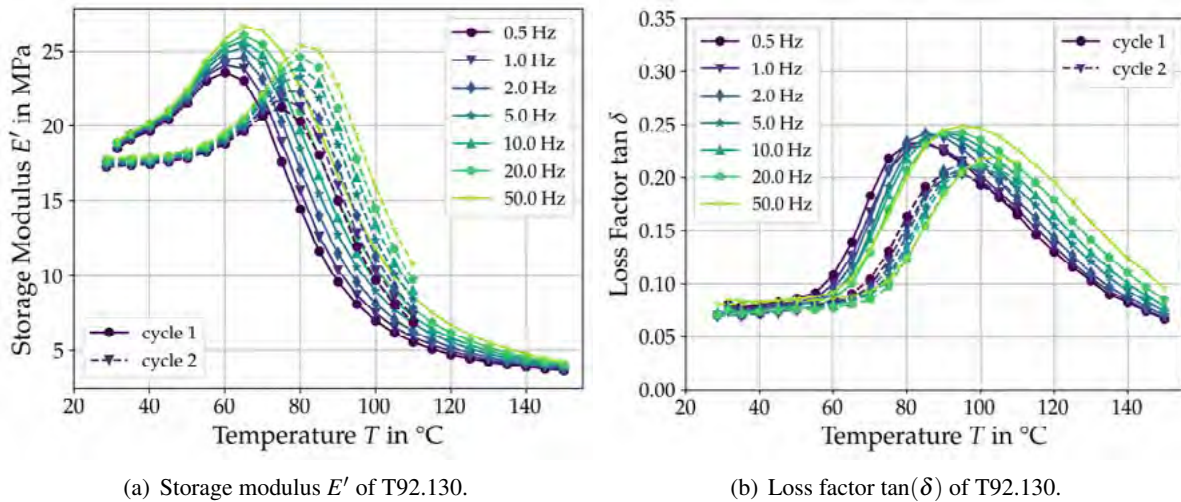 Storage Modulus E′ in MPa
25
20
15
10
5
20 40 60 80 100 120 140
Temperature T in °C
0.5 Hz
1.0 Hz
2.0 Hz
5.0 Hz
10.0 Hz
20.0 Hz
50.0 Hz
cycle 1
cycle 2
(a) Storage modulus E′ of T92.130.
Loss Factor tan δ
0.35
0.30
0.25
0.20
0.15
0.10
0.05
0.00
20 40 60 80 100 120 140
Temperature T in °C
0.5 Hz
1.0 Hz
2.0 Hz
5.0 Hz
10.0 Hz
20.0 Hz
50.0 Hz
cycle 1
cycle 2
(b) Loss factor tan(δ) of T92.130.